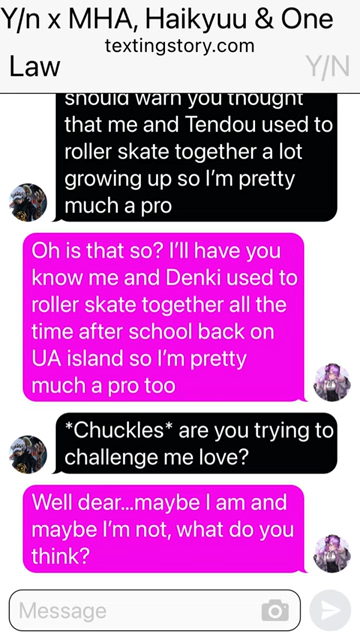 Y/n x MHA, Haikyuu & One
textingstory.com
Law
Y/N
should warn you thought
that me and Tendou used to
roller skate together a lot
growing up so I'm pretty
much a pro
Oh is that so? I'll have you
know me and Denki used to
roller skate together all the
time after school back on
UA island so I'm pretty
much a pro too
*Chuckles* are you trying to
challenge me love?
Well dear...maybe I am and
maybe I'm not, what do you
think?
Message